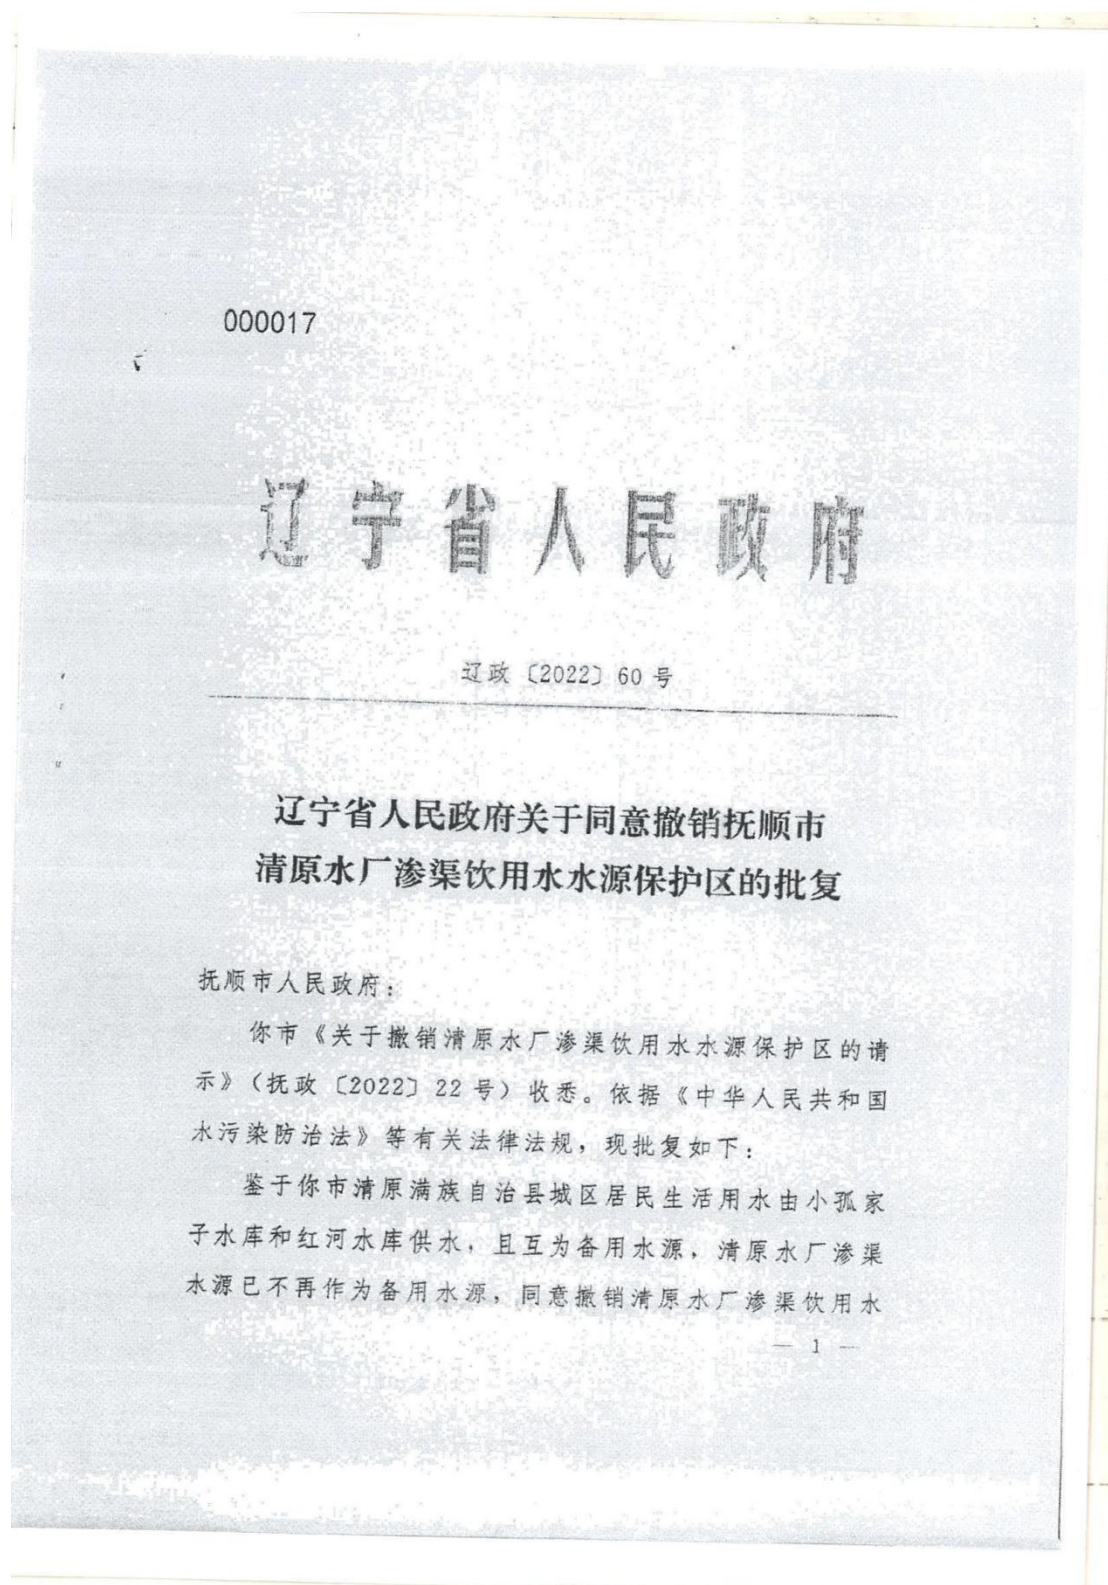 000017
辽宁省人民政府
辽政〔2022〕60号
辽宁省人民政府关于同意撤销抚顺市
清原水厂渗渠饮用水水源保护区的批复
抚顺市人民政府：
你市《关于撤销清原水厂渗渠饮用水水源保护区的请
示》（抚政〔2022〕22号）收悉。依据《中华人民共和国
水污染防治法》等有关法律法规，现批复如下：
鉴于你市清原满族自治县城区居民生活用水由小孤家
子水库和红河水库供水，且互为备用水源，清原水厂渗渠
水源已不再作为备用水源，同意撤销清原水厂渗渠饮用水
— 1 —